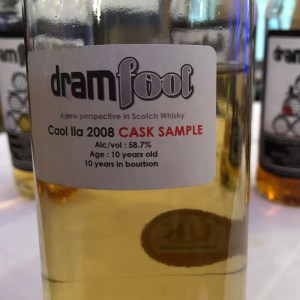 dramfoot
A new perspective in Scotch Whisky
Caol Ila 2008 CASK SAMPLE
Alc/vol : 58.7%
Age : 10 years old
10 years in bourbon